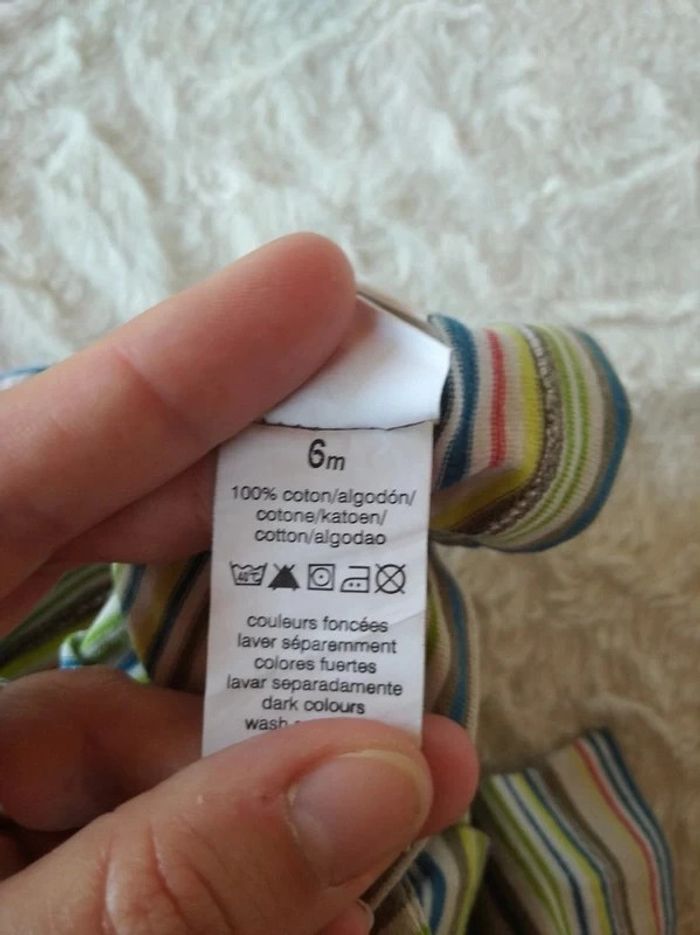 6m
100% coton/algodón/
cotone/katoen/
cotton/algodao
40°C
couleurs foncées
laver séparemment
colores fuertes
lavar separadamente
dark colours
wash